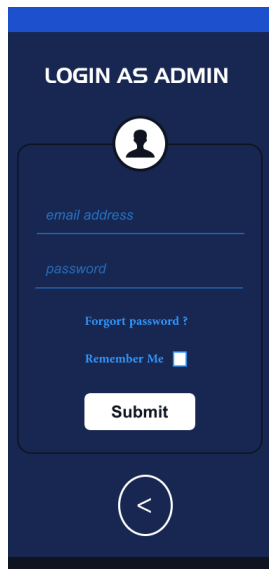 LOGIN AS ADMIN
email address
password
Forgort password ?
Remember Me
Submit
<